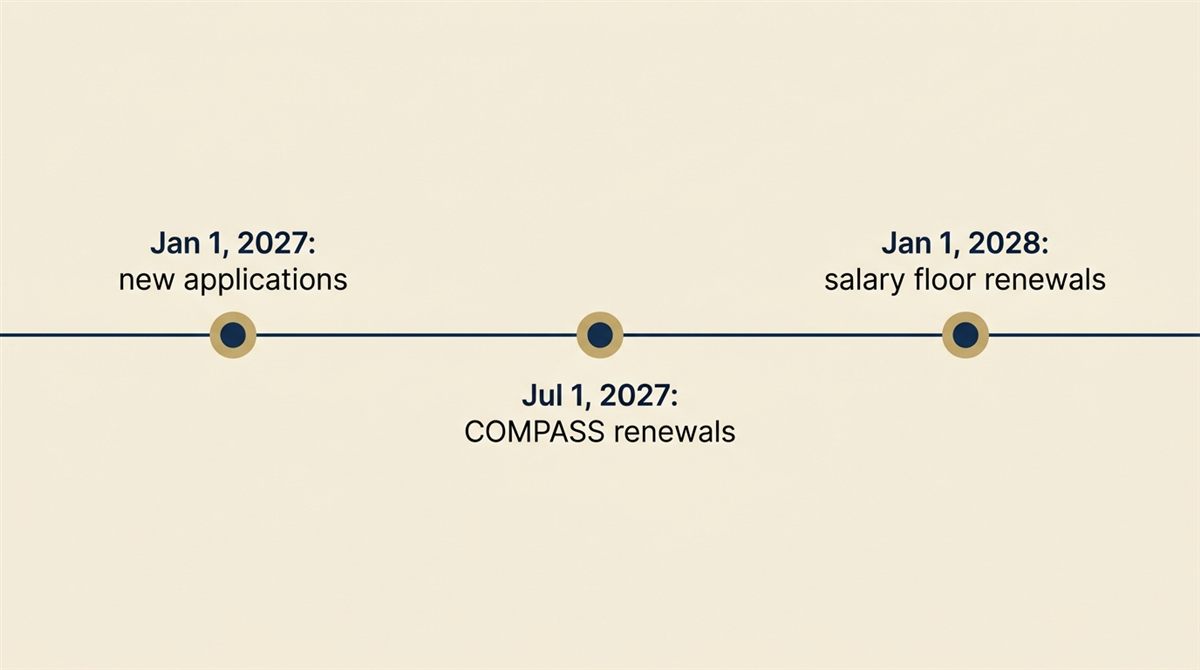 Jan 1, 2027:
new applications
Jul 1, 2027:
COMPASS renewals
Jan 1, 2028:
salary floor renewals